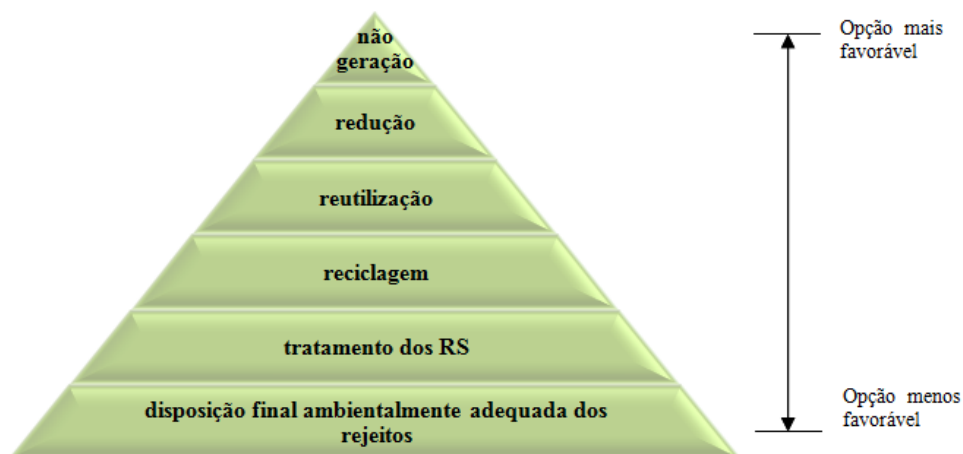 não
geração
redução
reutilização
reciclagem
tratamento dos RS
disposição final ambientalmente adequada dos
rejeitos
Opção mais
favorável
Opção menos
favorável